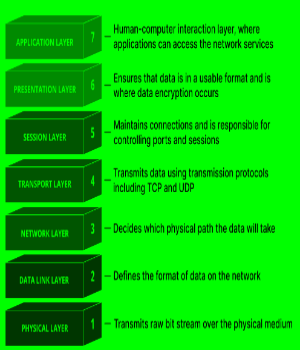 APPLICATION LAYER 7 – Human-computer interaction layer, where
applications can access the network services
PRESENTATION LAYER 6 – Ensures that data is in a usable format and is
where data encryption occurs
SESSION LAYER 5 – Maintains connections and is responsible for
controlling ports and sessions
TRANSPORT LAYER 4 – Transmits data using transmission protocols
including TCP and UDP
NETWORK LAYER 3 – Decides which physical path the data will take
DATA LINK LAYER 2 – Defines the format of data on the network
PHYSICAL LAYER 1 – Transmits raw bit stream over the physical medium